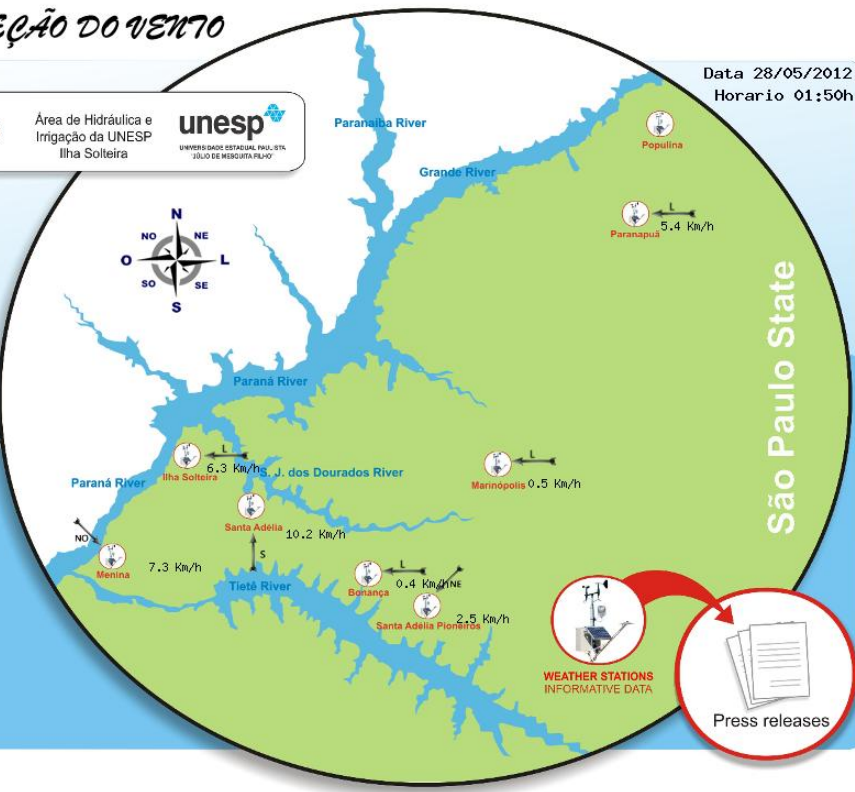 EÇÃO DO VENTO
Data 28/05/2012
Horario 01:50h
Área de Hidráulica e
Irrigação da UNESP
Ilha Solteira
unesp
UNIVERSIDADE ESTADUAL PAULISTA
"JÚLIO DE MESQUITA FILHO"
Paranaíba River
Populina
Grande River
N
NO
NE
O
L
SO
SE
S
L
5.4 Km/h
Paranapuã
São Paulo State
Paraná River
L
6.3 Km/h
Ilha Solteira
S. J. dos Dourados River
L
Marinópolis
0.5 Km/h
Paraná River
Santa Adélia
10.2 Km/h
NO
S
Menina
7.3 Km/h
Tietê River
L
0.4 Km/h
NE
Bonança
2.5 Km/h
Santa Adélia Pioneiros
WEATHER STATIONS
INFORMATIVE DATA
Press releases